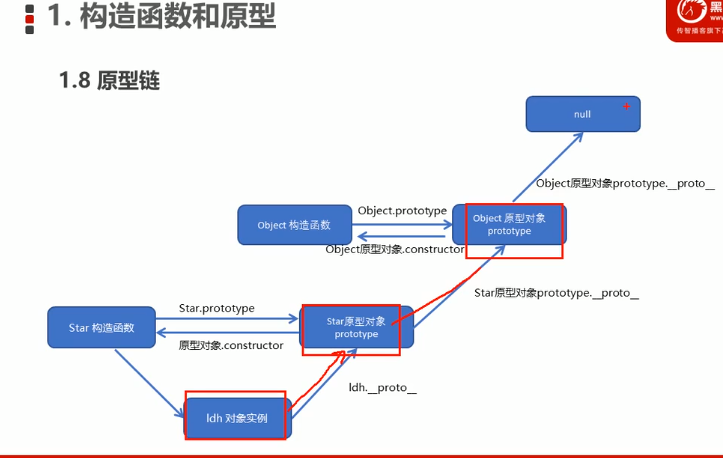 1. 构造函数和原型
黑
www
传智播客旗下
1.8 原型链
null
Object原型对象prototype.__proto__
Object.prototype
Object 构造函数
Object 原型对象
prototype
Object原型对象.constructor
Star原型对象prototype.__proto__
Star.prototype
Star 构造函数
Star原型对象
prototype
原型对象.constructor
ldh.__proto__
ldh 对象实例